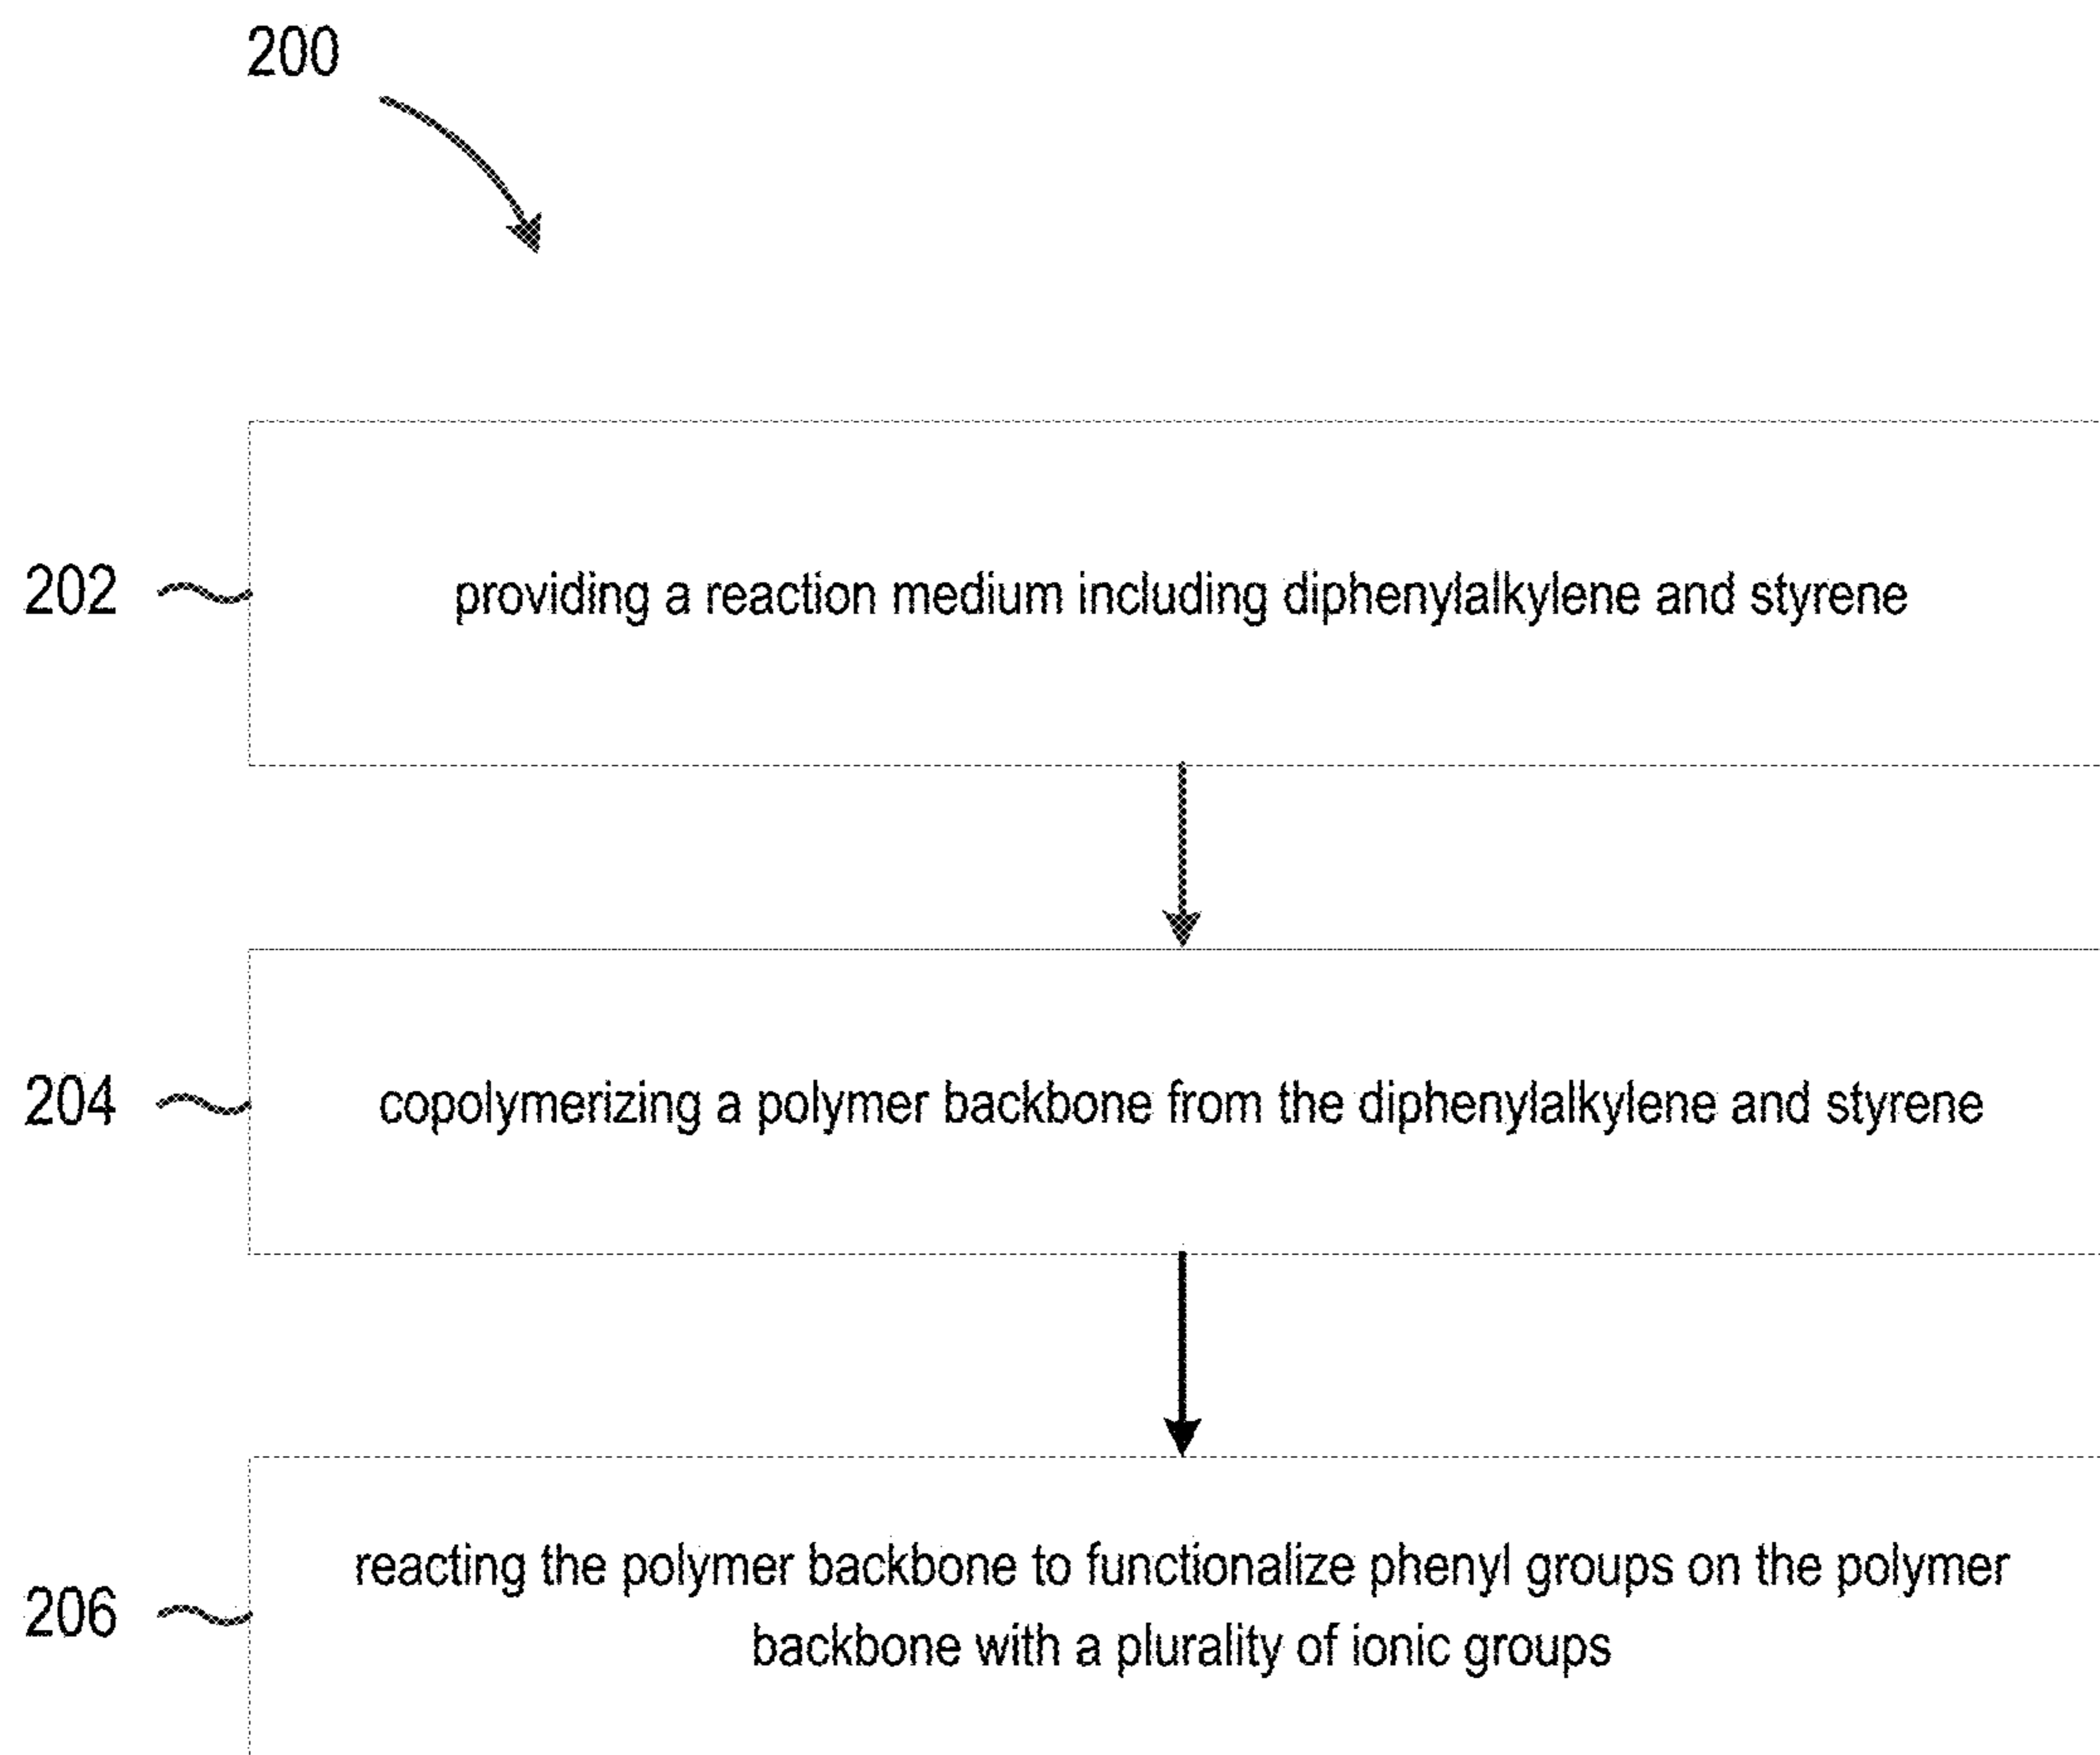 200
202
providing a reaction medium including diphenylalkylene and styrene
204
copolymerizing a polymer backbone from the diphenylalkylene and styrene
206
reacting the polymer backbone to functionalize phenyl groups on the polymer
backbone with a plurality of ionic groups